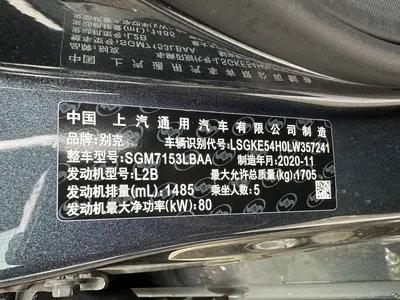 中国 上汽通用汽车有限公司制造
品牌:别克 车辆识别代号:LSGKE54H0LW357241
整车型号:SGM7153LBAA 制造年月:2020-11
发动机型号:L2B 最大允许总质量(kg):1705
发动机排量(mL):1485 乘坐人数:5
发动机最大净功率(kW):80